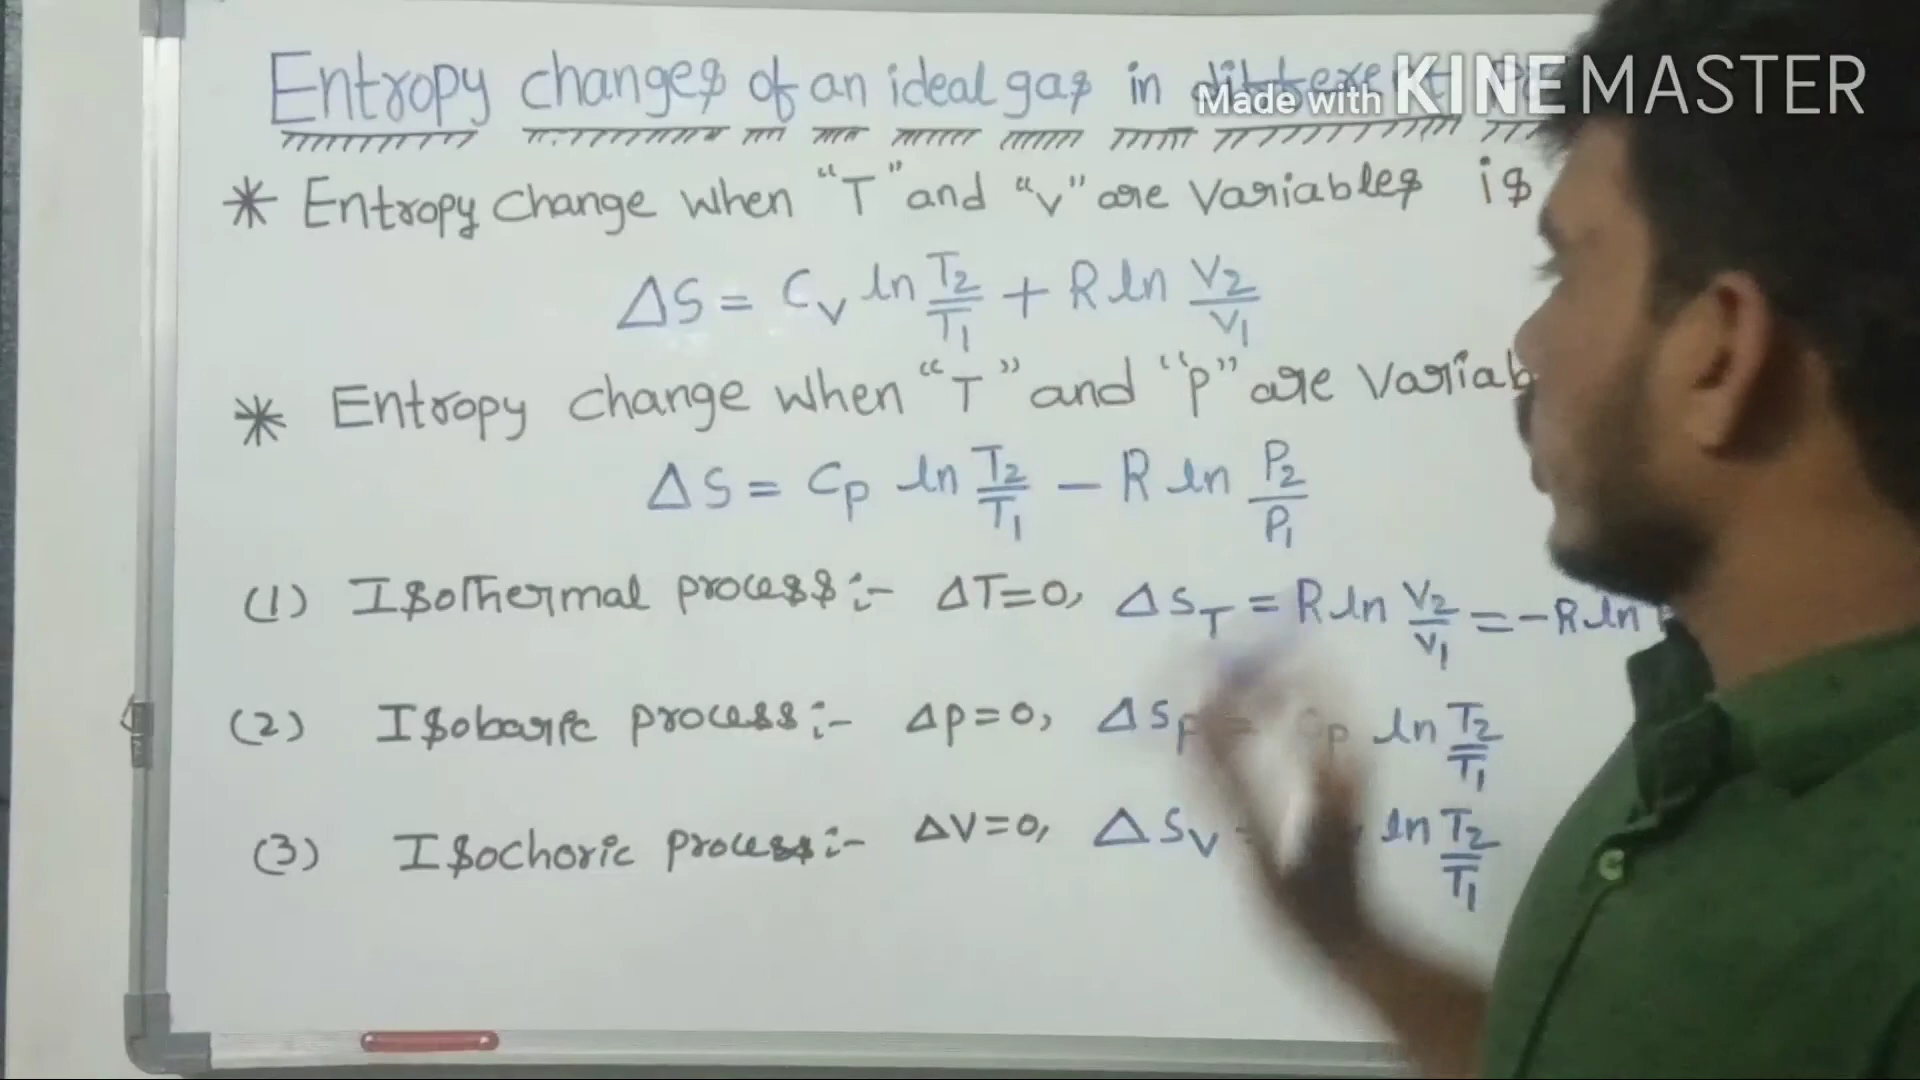 Entropy changes of an ideal gas in different
Made with KINEMASTER
* Entropy change when "T" and "V" are variables is
ΔS = Cv ln T2/T1 + R ln V2/V1
* Entropy change when "T" and "P" are Variab
ΔS = Cp ln T2/T1 - R ln P2/P1
(1) Isothermal process:- ΔT=0, ΔST = R ln V2/V1 = -R ln
(2) Isobaric process:- ΔP=0, ΔSP = Cp ln T2/T1
(3) Isochoric process:- ΔV=0, ΔSV = ln T2/T1